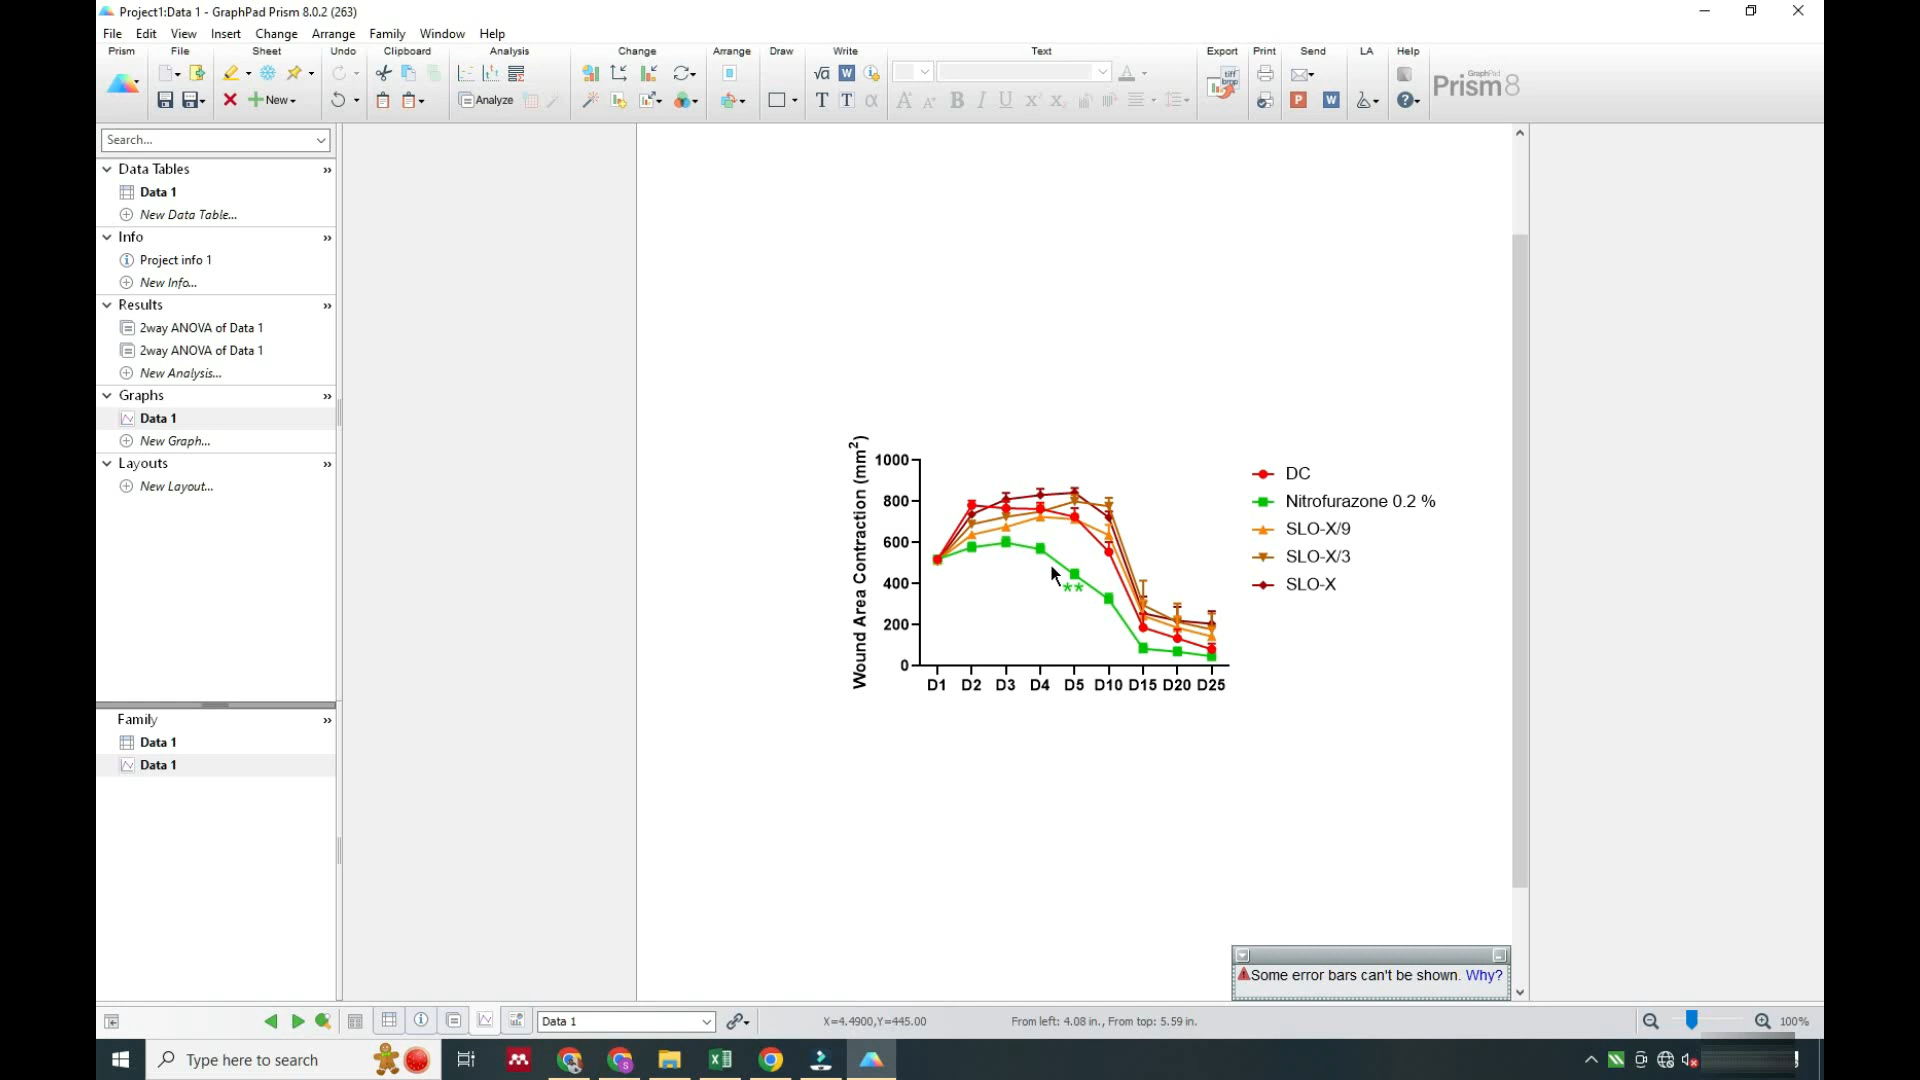 Project1:Data 1 - GraphPad Prism 8.0.2 (263)
File Edit View Insert Change Arrange Family Window Help
Prism File Sheet Undo Clipboard Analysis Change Arrange Draw Write Text Export Print Send LA Help
New
Analyze
GraphPad
Prism 8
Search...
Data Tables
Data 1
New Data Table...
Info
Project info 1
New Info...
Results
2way ANOVA of Data 1
2way ANOVA of Data 1
New Analysis...
Graphs
Data 1
New Graph...
Layouts
New Layout...
Family
Data 1
Data 1
Wound Area Contraction (mm²)
1000
800
600
400
200
0
**
D1 D2 D3 D4 D5 D10 D15 D20 D25
DC
Nitrofurazone 0.2 %
SLO-X/9
SLO-X/3
SLO-X
Some error bars can't be shown. Why?
Data 1
X=4.4900,Y=445.00
From left: 4.08 in., From top: 5.59 in.
100%
Type here to search